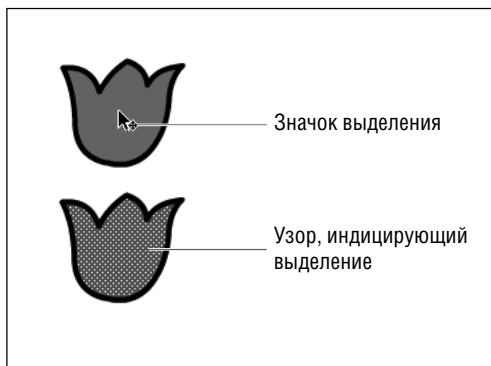 Значок выделения
Узор, индицирующий
выделение